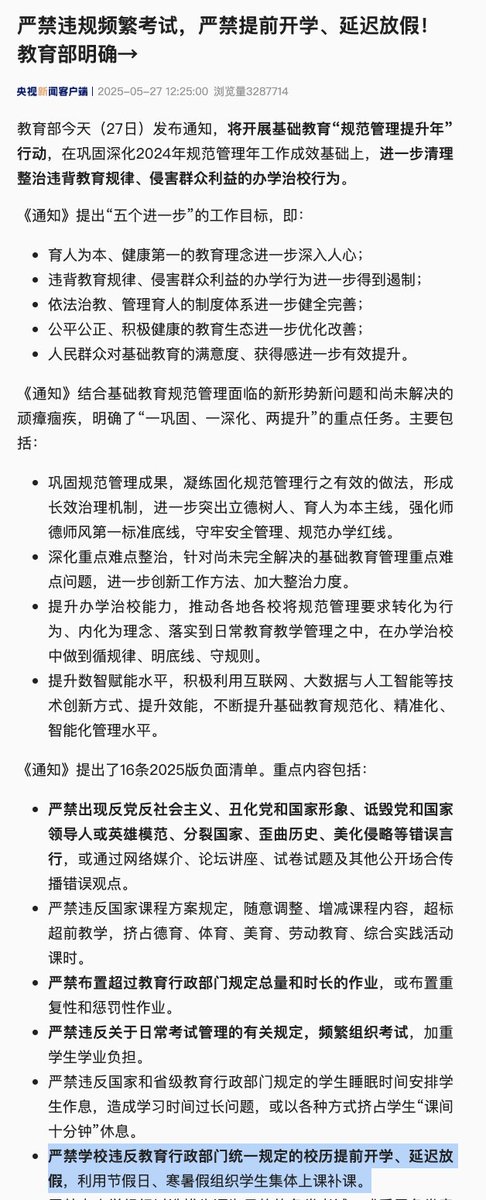 严禁违规频繁考试，严禁提前开学、延迟放假！
教育部明确→
央视新闻客户端 | 2025-05-27 12:25:00 浏览量3287714
教育部今天（27日）发布通知，将开展基础教育“规范管理提升年”
行动，在巩固深化2024年规范管理年工作成效基础上，进一步清理
整治违背教育规律、侵害群众利益的办学治校行为。
《通知》提出“五个进一步”的工作目标，即：
• 育人为本、健康第一的教育理念进一步深入人心；
• 违背教育规律、侵害群众利益的办学行为进一步得到遏制；
• 依法治教、管理育人的制度体系进一步健全完善；
• 公平公正、积极健康的教育生态进一步优化改善；
• 人民群众对基础教育的满意度、获得感进一步有效提升。
《通知》结合基础教育规范管理面临的新形势新问题和尚未解决的
顽瘴痼疾，明确了“一巩固、一深化、两提升”的重点任务。主要包
括：
• 巩固规范管理成果，凝练固化规范管理行之有效的做法，形成
长效治理机制，进一步突出立德树人、育人为本主线，强化师
德师风第一标准底线，守牢安全管理、规范办学红线。
• 深化重点难点整治，针对尚未完全解决的基础教育管理重点难
点问题，进一步创新工作方法、加大整治力度。
• 提升办学治校能力，推动各地各校将规范管理要求转化为行
为、内化为理念、落实到日常教育教学管理之中，在办学治校
中做到循规律、明底线、守规则。
• 提升数智赋能水平，积极利用互联网、大数据与人工智能等技
术创新方式、提升效能，不断提升基础教育规范化、精准化、
智能化管理水平。
《通知》提出了16条2025版负面清单。重点内容包括：
• 严禁出现反党反社会主义、丑化党和国家形象、诋毁党和国家
领导人或英雄模范、分裂国家、歪曲历史、美化侵略等错误言
行，或通过网络媒介、论坛讲座、试卷试题及其他公开场合传
播错误观点。
• 严禁违反国家课程方案规定，随意调整、增减课程内容，超标
超前教学，挤占德育、体育、美育、劳动教育、综合实践活动
课时。
• 严禁布置超过教育行政部门规定总量和时长的作业，或布置重
复性和惩罚性作业。
• 严禁违反关于日常考试管理的有关规定，频繁组织考试，加重
学生学业负担。
• 严禁违反国家和省级教育行政部门规定的学生睡眠时间安排学
生作息，造成学习时间过长问题，或以各种方式挤占学生“课间
十分钟”休息。
• 严禁学校违反教育行政部门统一规定的校历提前开学、延迟放
假，利用节假日、寒暑假组织学生集体上课补课。